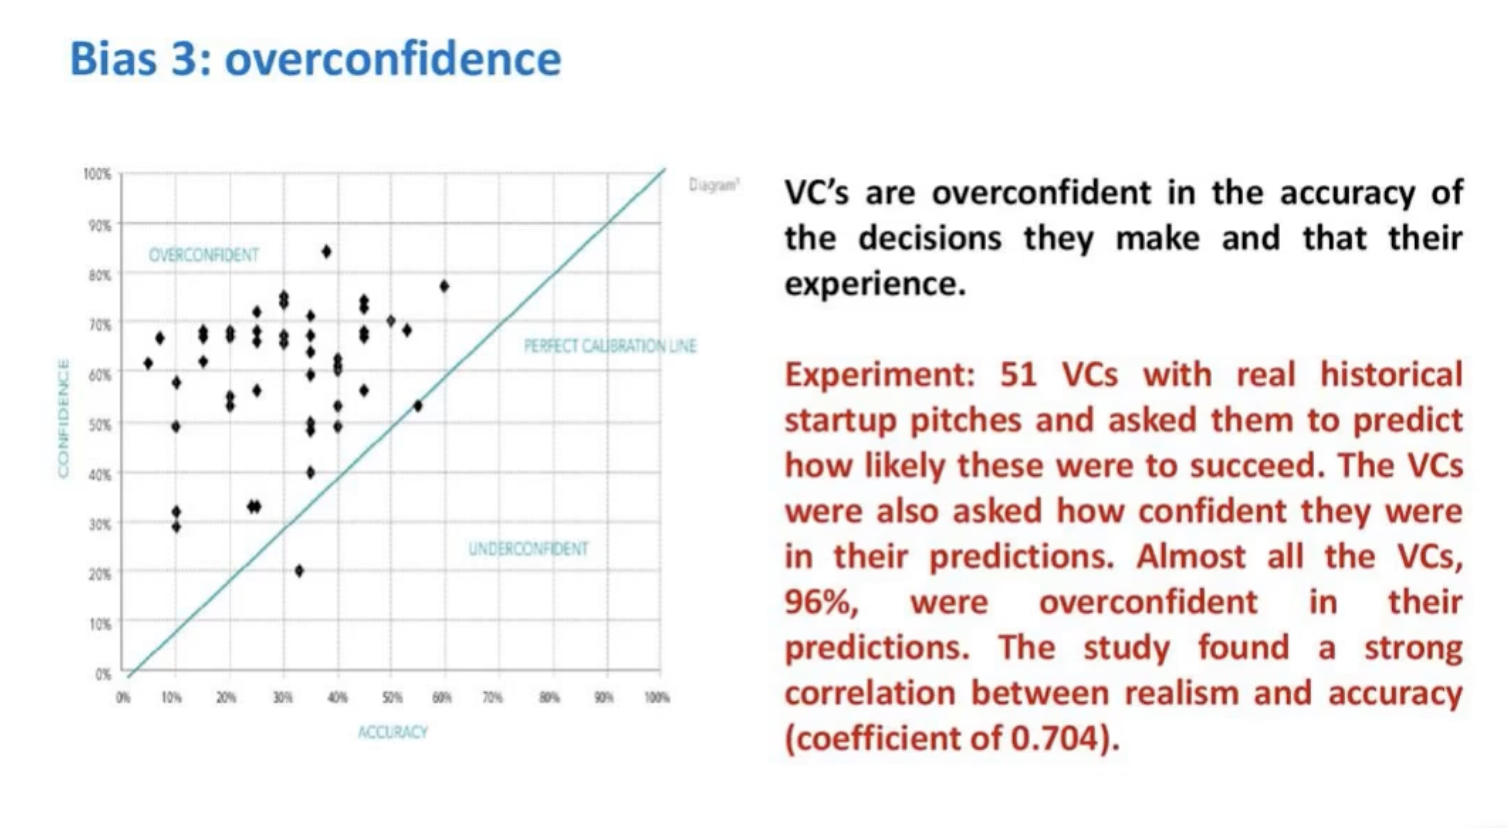 Bias 3: overconfidence
100%
Diagram¹
90%
OVERCONFIDENT
80%
70%
PERFECT CALIBRATION LINE
60%
CONFIDENCE
50%
40%
30%
UNDERCONFIDENT
20%
10%
0%
0% 10% 20% 30% 40% 50% 60% 70% 80% 90% 100%
ACCURACY
VC’s are overconfident in the accuracy of
the decisions they make and that their
experience.
Experiment: 51 VCs with real historical
startup pitches and asked them to predict
how likely these were to succeed. The VCs
were also asked how confident they were
in their predictions. Almost all the VCs,
96%, were overconfident in their
predictions. The study found a strong
correlation between realism and accuracy
(coefficient of 0.704).